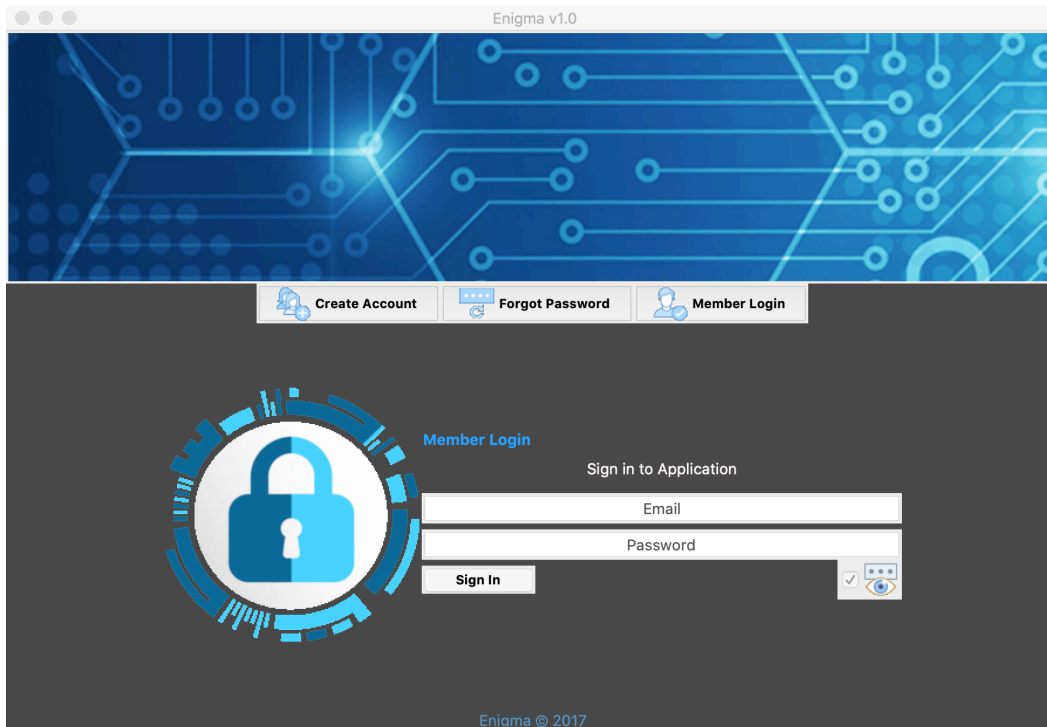 Enigma v1.0
Create Account
Forgot Password
Member Login
Member Login
Sign in to Application
Email
Password
Sign In
Enigma © 2017